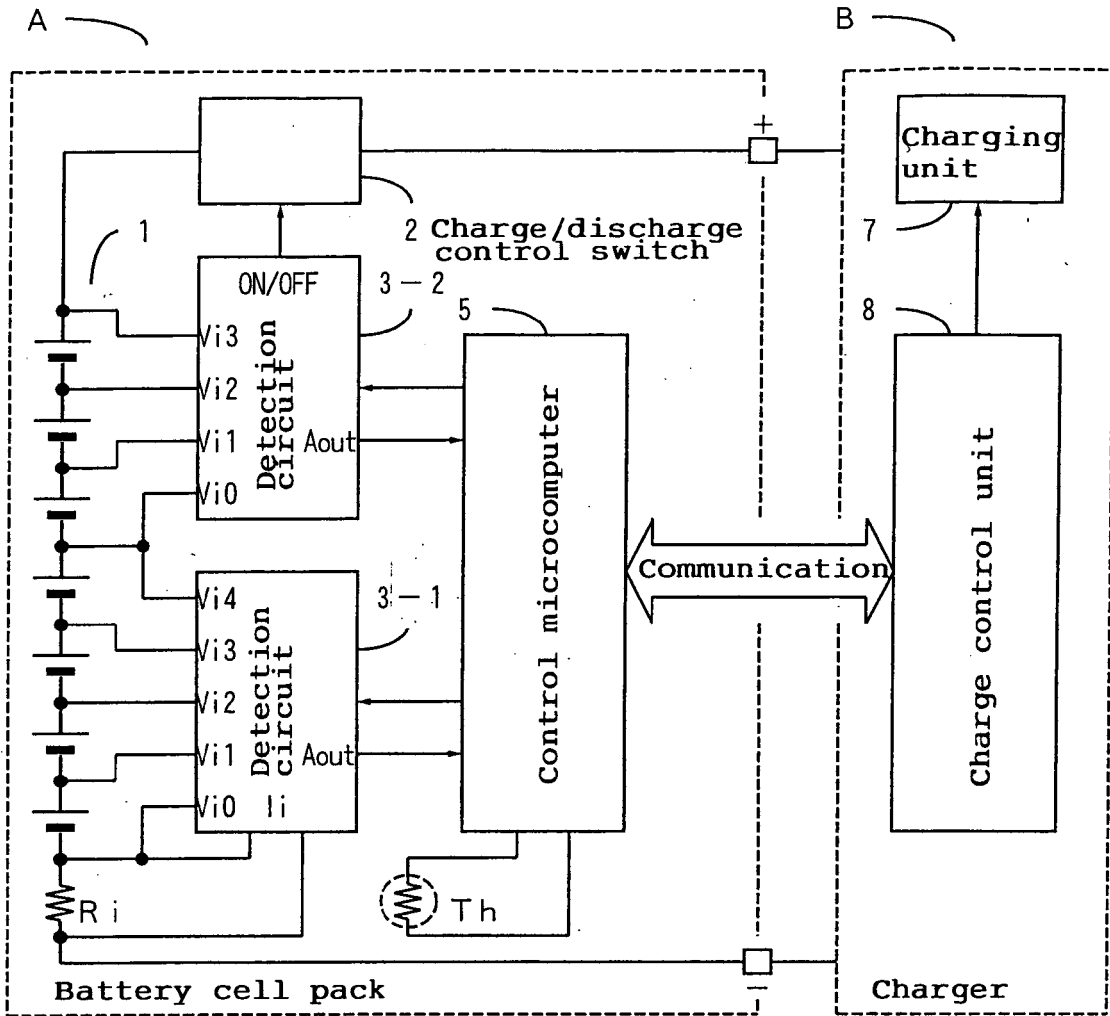 A
B
+
Charging
unit
7
2 Charge/discharge
control switch
1
ON/OFF
3-2
5
8
Vi3
Vi2
Vi1
Vi0
Detection
circuit
Aout
Control microcomputer
Charge control unit
Communication
Vi4
Vi3
Vi2
Vi1
Vi0
Detection
circuit
Aout
Ii
3-1
Ri
Th
−
Battery cell pack
Charger